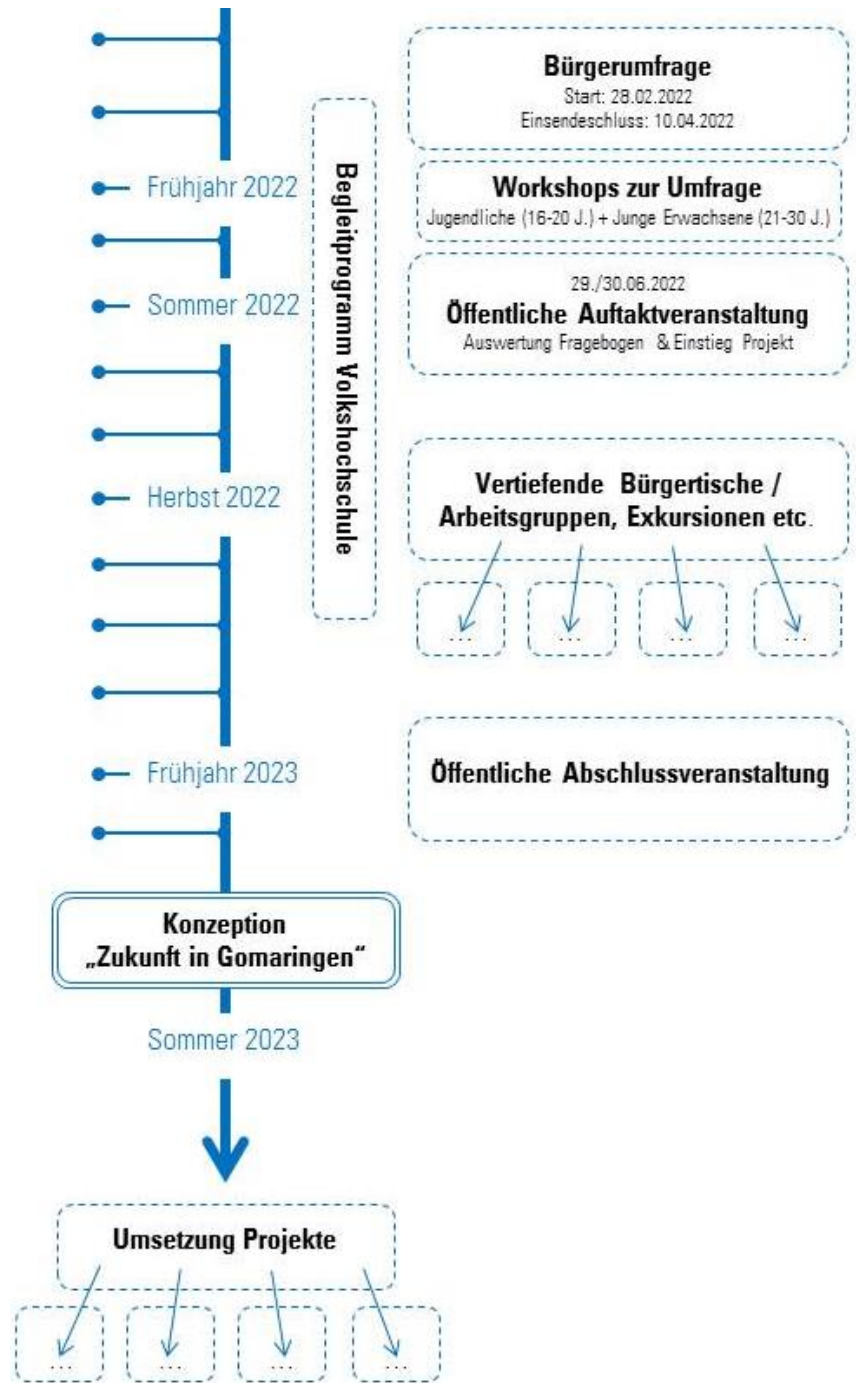 Bürgerumfrage
Start: 28.02.2022
Einsendeschluss: 10.04.2022
Frühjahr 2022
Begleitprogramm Volkshochschule
Workshops zur Umfrage
Jugendliche (16-20 J.) + Junge Erwachsene (21-30 J.)
Sommer 2022
29./30.06.2022
Öffentliche Auftaktveranstaltung
Auswertung Fragebogen & Einstieg Projekt
Herbst 2022
Vertiefende Bürgertische /
Arbeitsgruppen, Exkursionen etc.
... ... ... ...
Frühjahr 2023
Öffentliche Abschlussveranstaltung
Konzeption
„Zukunft in Gomaringen“
Sommer 2023
Umsetzung Projekte
... ... ... ...